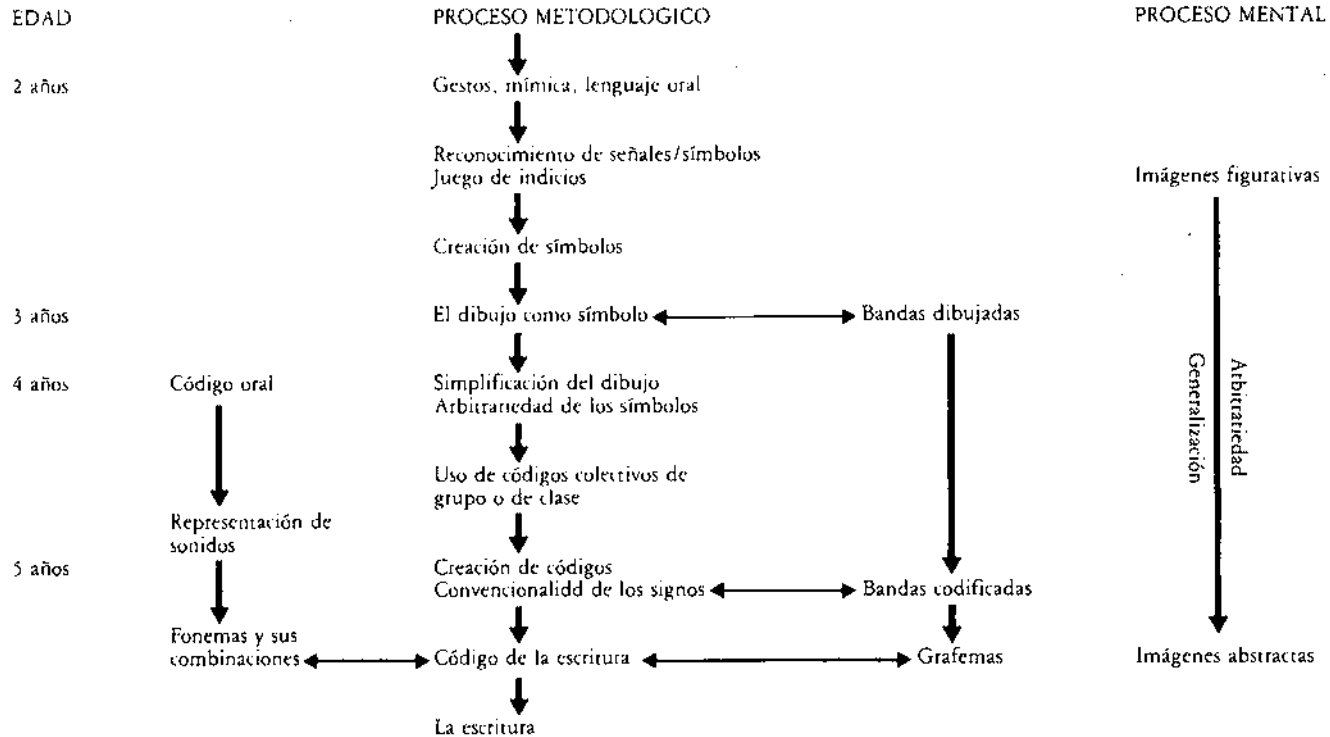 EDAD
PROCESO METODOLOGICO
PROCESO MENTAL
2 años
Gestos, mímica, lenguaje oral
Reconocimiento de señales/símbolos
Juego de indicios
Imágenes figurativas
Creación de símbolos
3 años
El dibujo como símbolo
Bandas dibujadas
4 años
Código oral
Simplificación del dibujo
Arbitrariedad de los símbolos
Generalización
Arbitrariedad
Uso de códigos colectivos de
grupo o de clase
Representación de
sonidos
5 años
Creación de códigos
Convencionalidd de los signos
Bandas codificadas
Fonemas y sus
combinaciones
Código de la escritura
Grafemas
Imágenes abstractas
La escritura